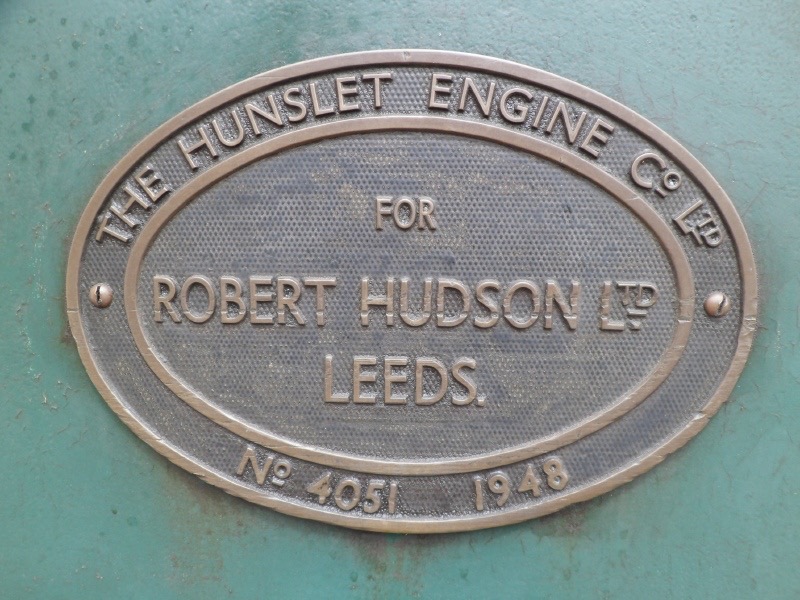 THE HUNSLET ENGINE Co LTD
FOR
ROBERT HUDSON LTD
LEEDS.
No 4051 1948